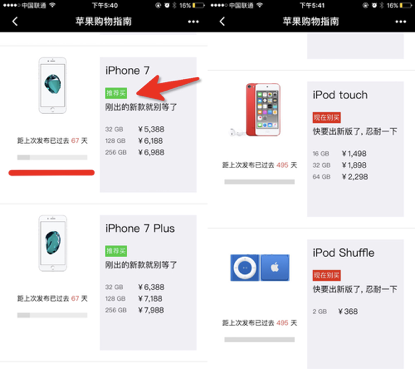 中国联通 下午5:40 16%
苹果购物指南
iPhone 7
推荐买
刚出的新款就别等了
距上次发布已过去 67 天
32 GB ¥ 5,388
128 GB ¥ 6,188
256 GB ¥ 6,988
iPhone 7 Plus
推荐买
刚出的新款就别等了
距上次发布已过去 67 天
32 GB ¥ 6,388
128 GB ¥ 7,188
256 GB ¥ 7,988
中国联通 下午5:41 16%
苹果购物指南
iPod touch
现在别买
快要出新版了, 忍耐一下
距上次发布已过去 495 天
16 GB ¥ 1,498
32 GB ¥ 1,898
64 GB ¥ 2,298
iPod Shuffle
现在别买
快要出新版了, 忍耐一下
距上次发布已过去 495 天
2 GB ¥ 368